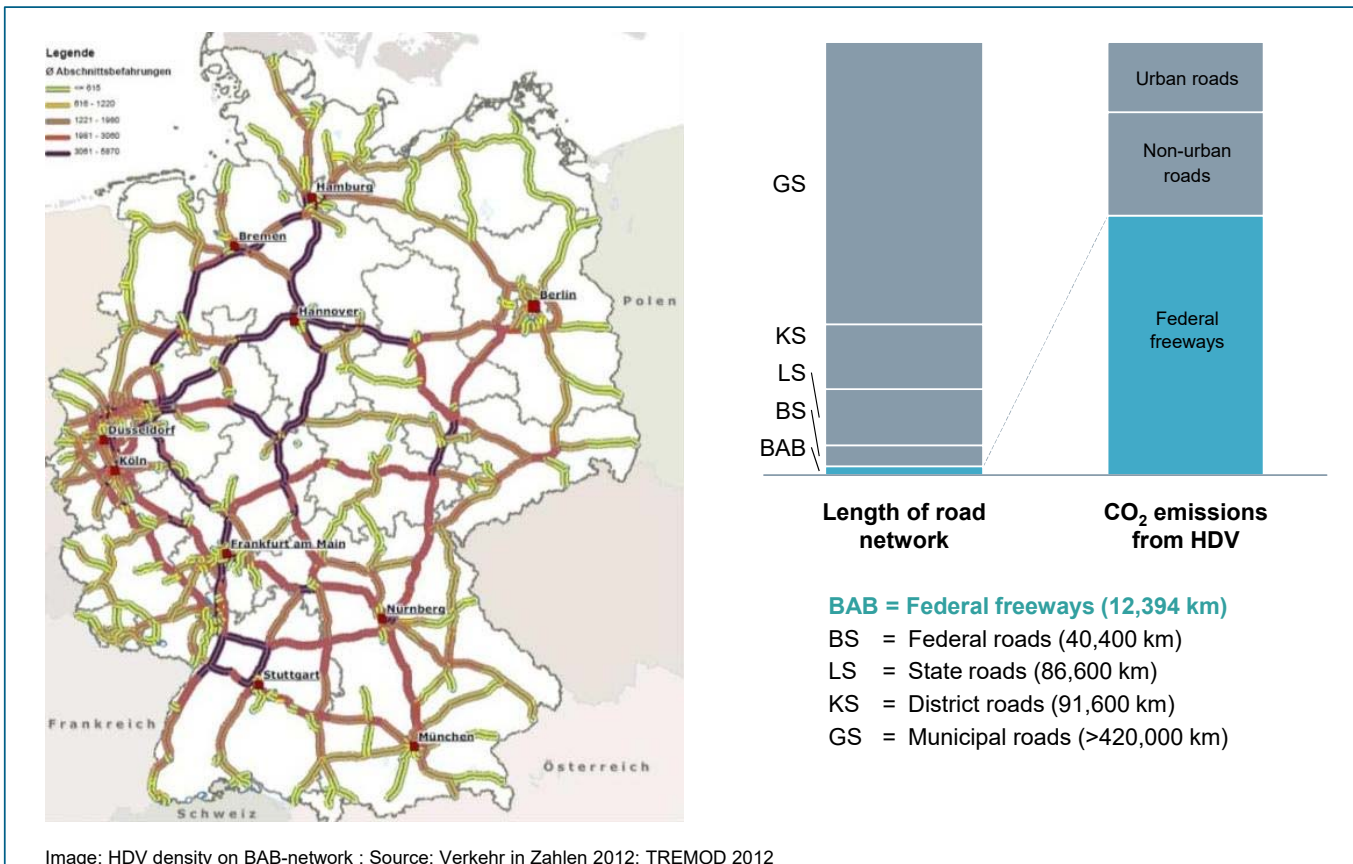 Legende
Ø Abschnittsbefahrungen
<= 615
616 - 1220
1221 - 1980
1981 - 3060
3061 - 5870
Hamburg
Bremen
Berlin
Polen
Hannover
Düsseldorf
Köln
Frankfurt am Main
Nürnberg
Stuttgart
Frankreich
München
Österreich
Schweiz
GS
KS
LS
BS
BAB
Urban roads
Non-urban
roads
Federal
freeways
Length of road
network
CO₂ emissions
from HDV
BAB = Federal freeways (12,394 km)
BS = Federal roads (40,400 km)
LS = State roads (86,600 km)
KS = District roads (91,600 km)
GS = Municipal roads (>420,000 km)
Image: HDV density on BAB-network ; Source: Verkehr in Zahlen 2012; TREMOD 2012